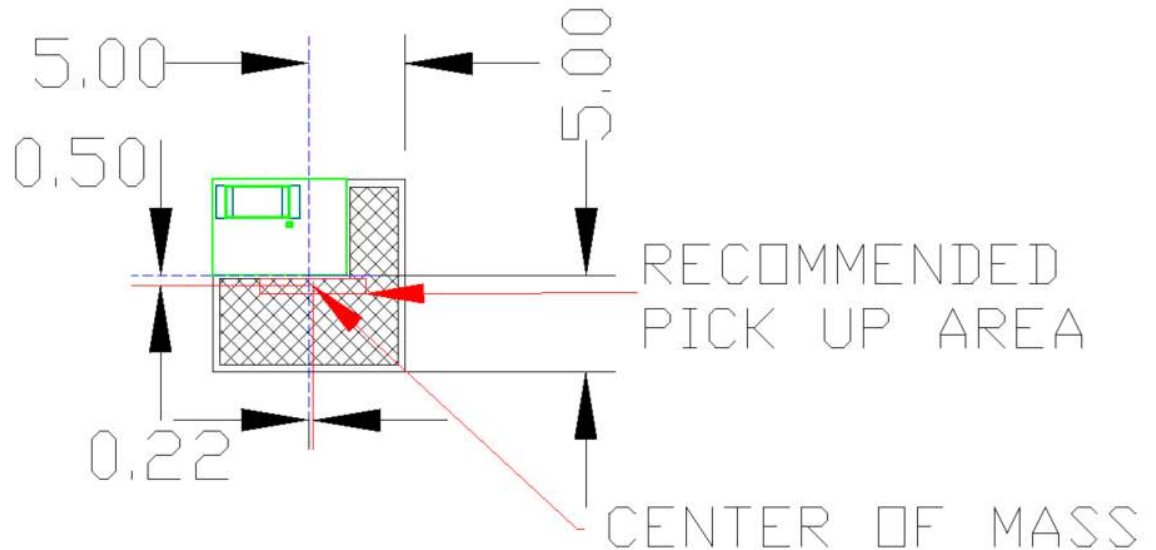 5.00
5.00
0.50
RECOMMENDED
PICK UP AREA
0.22
CENTER OF MASS